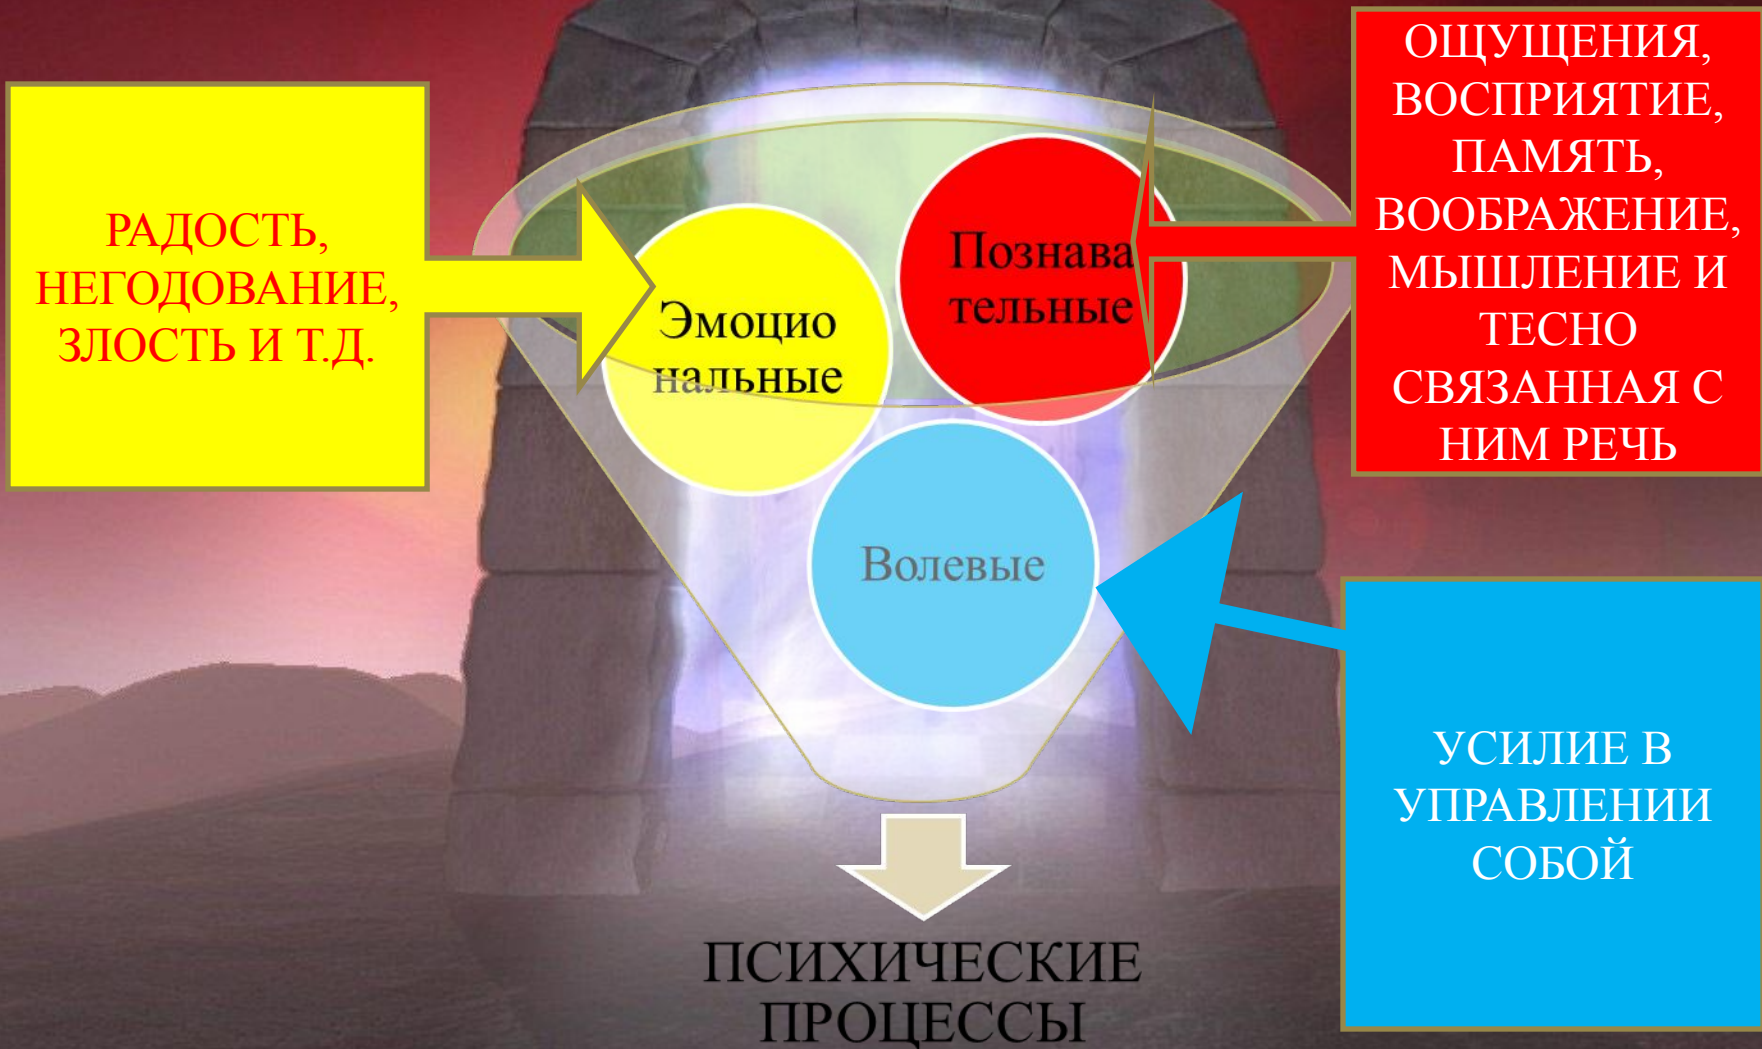 РАДОСТЬ,
НЕГОДОВАНИЕ,
ЗЛОСТЬ И Т.Д.
Эмоцио
нальные
Познава
тельные
Волевые
ОЩУЩЕНИЯ,
ВОСПРИЯТИЕ,
ПАМЯТЬ,
ВООБРАЖЕНИЕ,
МЫШЛЕНИЕ И
ТЕСНО
СВЯЗАННАЯ С
НИМ РЕЧЬ
УСИЛИЕ В
УПРАВЛЕНИИ
СОБОЙ
ПСИХИЧЕСКИЕ
ПРОЦЕССЫ